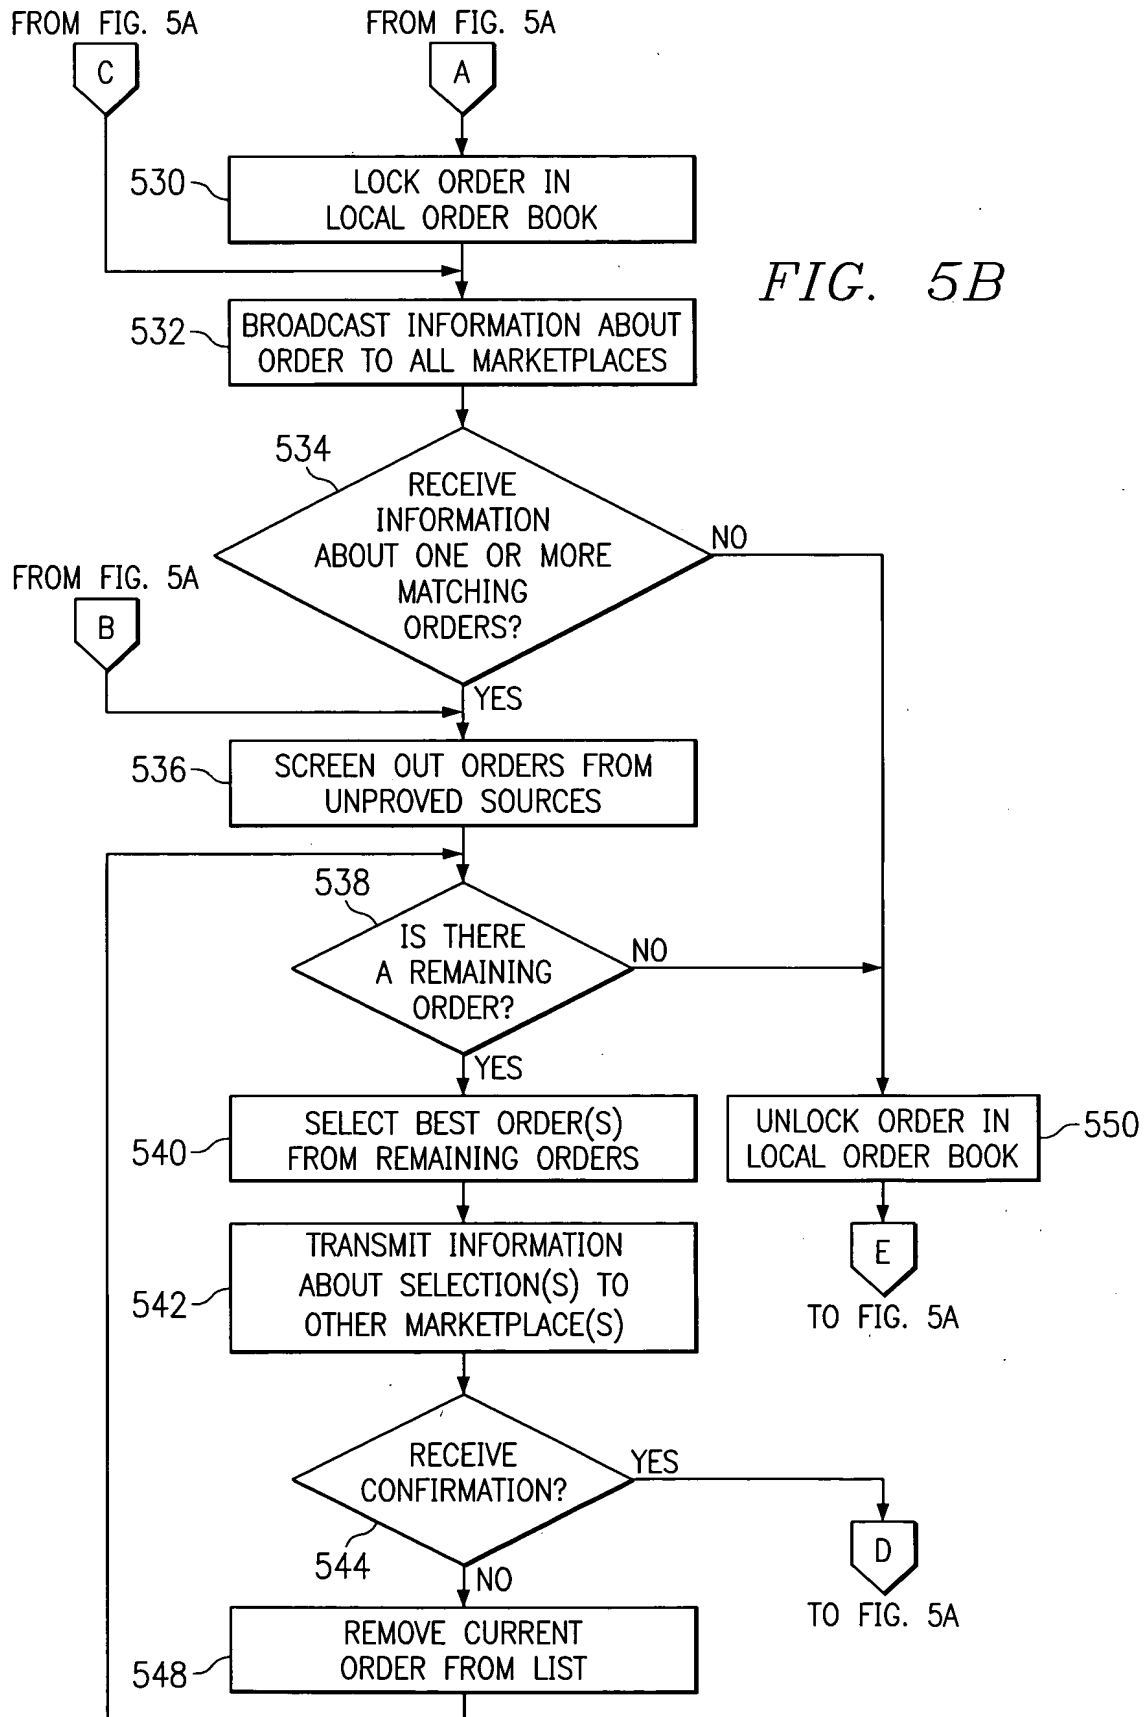 FROM FIG. 5A
FROM FIG. 5A
C
A
530
LOCK ORDER IN
LOCAL ORDER BOOK
FIG. 5B
532
BROADCAST INFORMATION ABOUT
ORDER TO ALL MARKETPLACES
534
RECEIVE
INFORMATION
ABOUT ONE OR MORE
MATCHING
ORDERS?
NO
FROM FIG. 5A
B
YES
536
SCREEN OUT ORDERS FROM
UNPROVED SOURCES
538
IS THERE
A REMAINING
ORDER?
NO
YES
540
SELECT BEST ORDER(S)
FROM REMAINING ORDERS
UNLOCK ORDER IN
LOCAL ORDER BOOK
550
542
TRANSMIT INFORMATION
ABOUT SELECTION(S) TO
OTHER MARKETPLACE(S)
E
TO FIG. 5A
RECEIVE
CONFIRMATION?
YES
544
NO
D
TO FIG. 5A
548
REMOVE CURRENT
ORDER FROM LIST